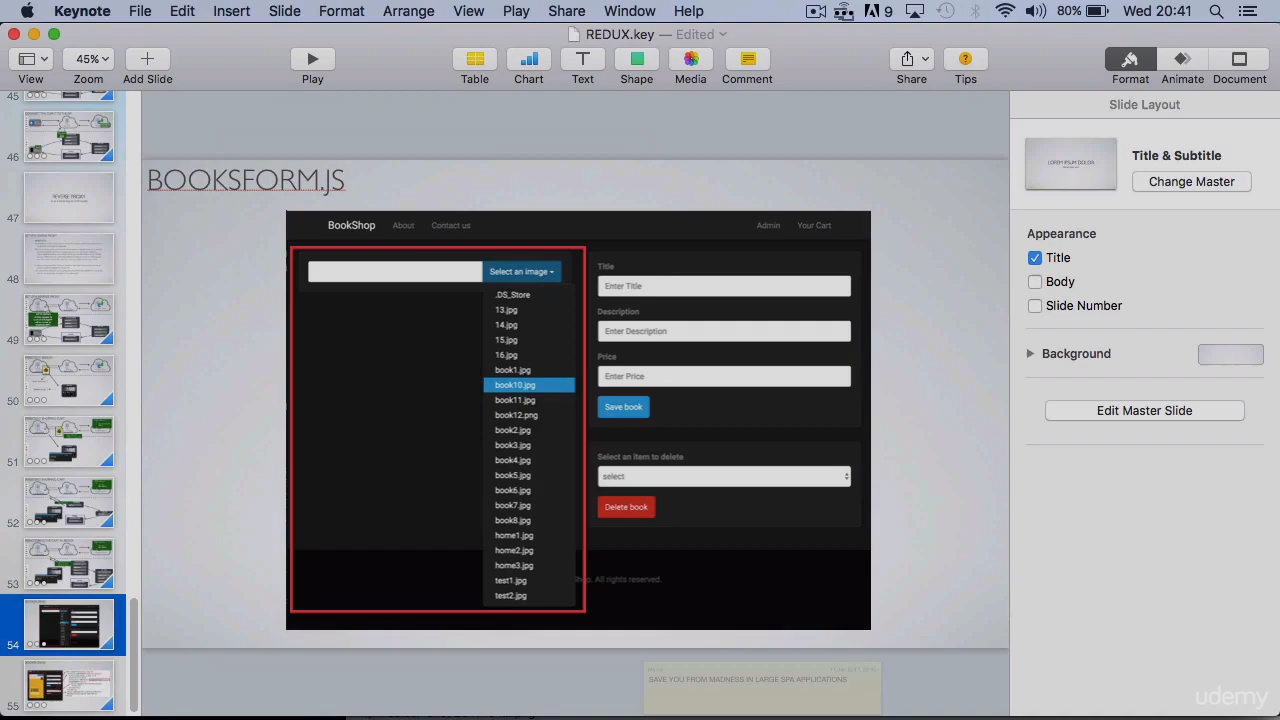 Keynote File Edit Insert Slide Format Arrange View Play Share Window Help 9 80% Wed 20:41
REDUX.key — Edited
45%
View Zoom Add Slide Play Table Chart Text Shape Media Comment Share Tips Format Animate Document
45
46
47
REVERSE PROXY
48
49
50
51
52
53
54
55
BOOKSFORM.JS
BookShop About Contact us Admin Your Cart
Select an image
.DS_Store
13.jpg
14.jpg
15.jpg
16.jpg
book1.jpg
book10.jpg
book11.jpg
book12.png
book2.jpg
book3.jpg
book4.jpg
book5.jpg
book6.jpg
book7.jpg
book8.jpg
home1.jpg
home2.jpg
home3.jpg
test1.jpg
test2.jpg
Title
Enter Title
Description
Enter Description
Price
Enter Price
Save book
Select an item to delete
select
Delete book
Shop. All rights reserved.
SAVE YOU FROM MADNESS IN LARGE SPA APPLICATIONS
Slide Layout
LOREM IPSUM DOLOR
Title & Subtitle
Change Master
Appearance
Title
Body
Slide Number
Background
Edit Master Slide
udemy